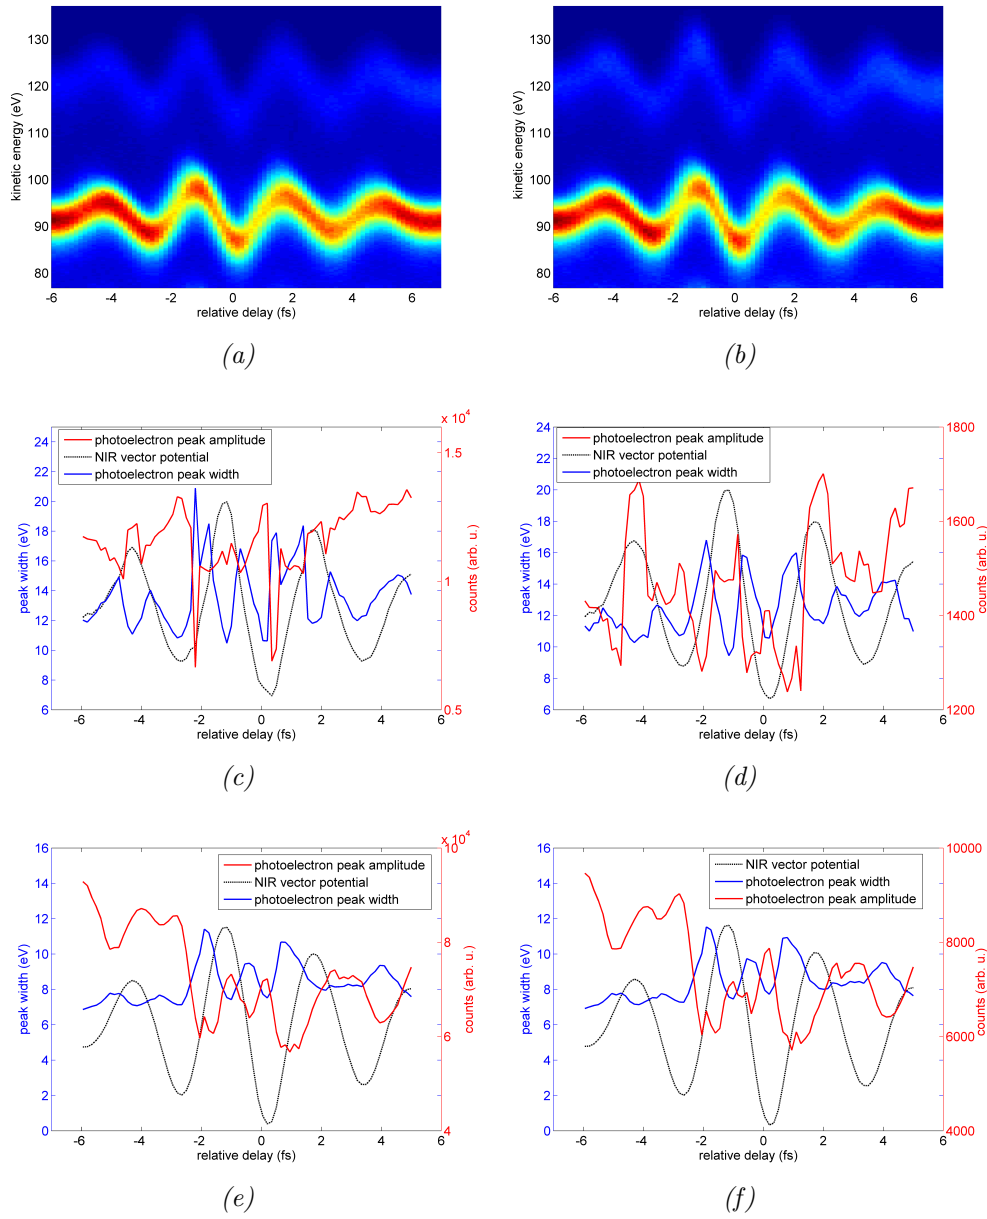 130
120
110
100
90
80
kinetic energy (eV)
-6 -4 -2 0 2 4 6
relative delay (fs)
(a)
130
120
110
100
90
80
kinetic energy (eV)
-6 -4 -2 0 2 4 6
relative delay (fs)
(b)
x 10^4
24
22
20
18
16
14
12
10
8
6
peak width (eV)
photoelectron peak amplitude
NIR vector potential
photoelectron peak width
1.5
1
0.5
counts (arb. u.)
-6 -4 -2 0 2 4 6
relative delay (fs)
(c)
24
22
20
18
16
14
12
10
8
6
peak width (eV)
photoelectron peak amplitude
NIR vector potential
photoelectron peak width
1800
1600
1400
1200
counts (arb. u.)
-6 -4 -2 0 2 4 6
relative delay (fs)
(d)
x 10^4
16
14
12
10
8
6
4
2
0
peak width (eV)
photoelectron peak amplitude
NIR vector potential
photoelectron peak width
10
8
6
4
counts (arb. u.)
-6 -4 -2 0 2 4 6
relative delay (fs)
(e)
16
14
12
10
8
6
4
2
0
peak width (eV)
NIR vector potential
photoelectron peak width
photoelectron peak amplitude
10000
8000
6000
4000
counts (arb. u.)
-6 -4 -2 0 2 4 6
relative delay (fs)
(f)